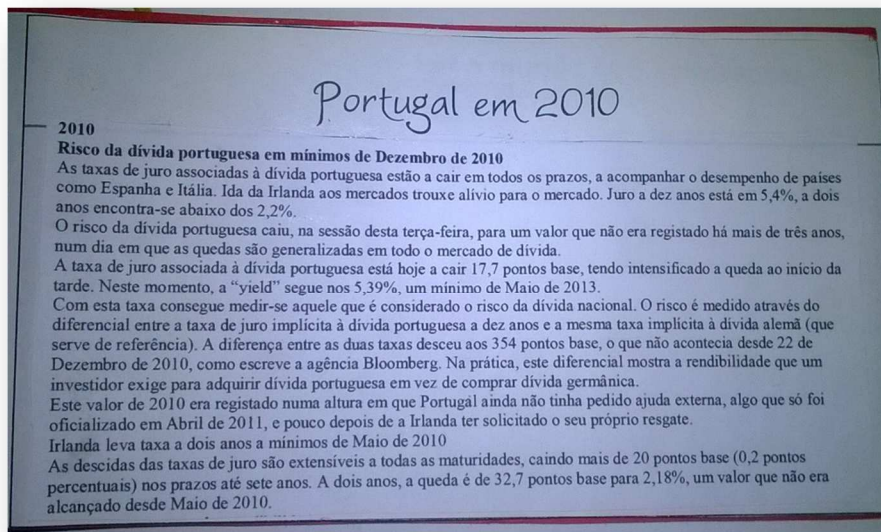 Portugal em 2010
2010
Risco da dívida portuguesa em mínimos de Dezembro de 2010
As taxas de juro associadas à dívida portuguesa estão a cair em todos os prazos, a acompanhar o desempenho de países
como Espanha e Itália. Ida da Irlanda aos mercados trouxe alívio para o mercado. Juro a dez anos está em 5,4%, a dois
anos encontra-se abaixo dos 2,2%.
O risco da dívida portuguesa caiu, na sessão desta terça-feira, para um valor que não era registado há mais de três anos,
num dia em que as quedas são generalizadas em todo o mercado de dívida.
A taxa de juro associada à dívida portuguesa está hoje a cair 17,7 pontos base, tendo intensificado a queda ao início da
tarde. Neste momento, a “yield” segue nos 5,39%, um mínimo de Maio de 2013.
Com esta taxa consegue medir-se aquele que é considerado o risco da dívida nacional. O risco é medido através do
diferencial entre a taxa de juro implícita à dívida portuguesa a dez anos e a mesma taxa implícita à dívida alemã (que
serve de referência). A diferença entre as duas taxas desceu aos 354 pontos base, o que não acontecia desde 22 de
Dezembro de 2010, como escreve a agência Bloomberg. Na prática, este diferencial mostra a rendibilidade que um
investidor exige para adquirir dívida portuguesa em vez de comprar dívida germânica.
Este valor de 2010 era registado numa altura em que Portugal ainda não tinha pedido ajuda externa, algo que só foi
oficializado em Abril de 2011, e pouco depois de a Irlanda ter solicitado o seu próprio resgate.
Irlanda leva taxa a dois anos a mínimos de Maio de 2010
As descidas das taxas de juro são extensíveis a todas as maturidades, caindo mais de 20 pontos base (0,2 pontos
percentuais) nos prazos até sete anos. A dois anos, a queda é de 32,7 pontos base para 2,18%, um valor que não era
alcançado desde Maio de 2010.